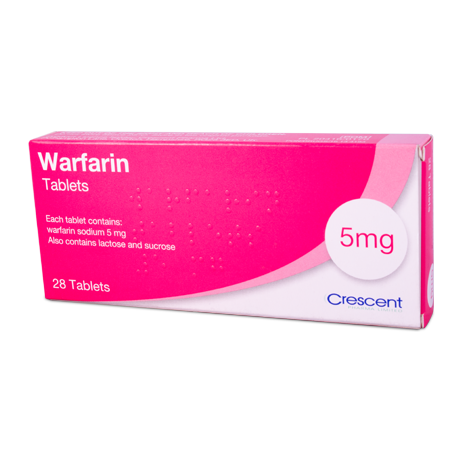 Warfarin
Tablets
Each tablet contains:
warfarin sodium 5 mg
Also contains lactose and sucrose
28 Tablets
5mg
Crescent